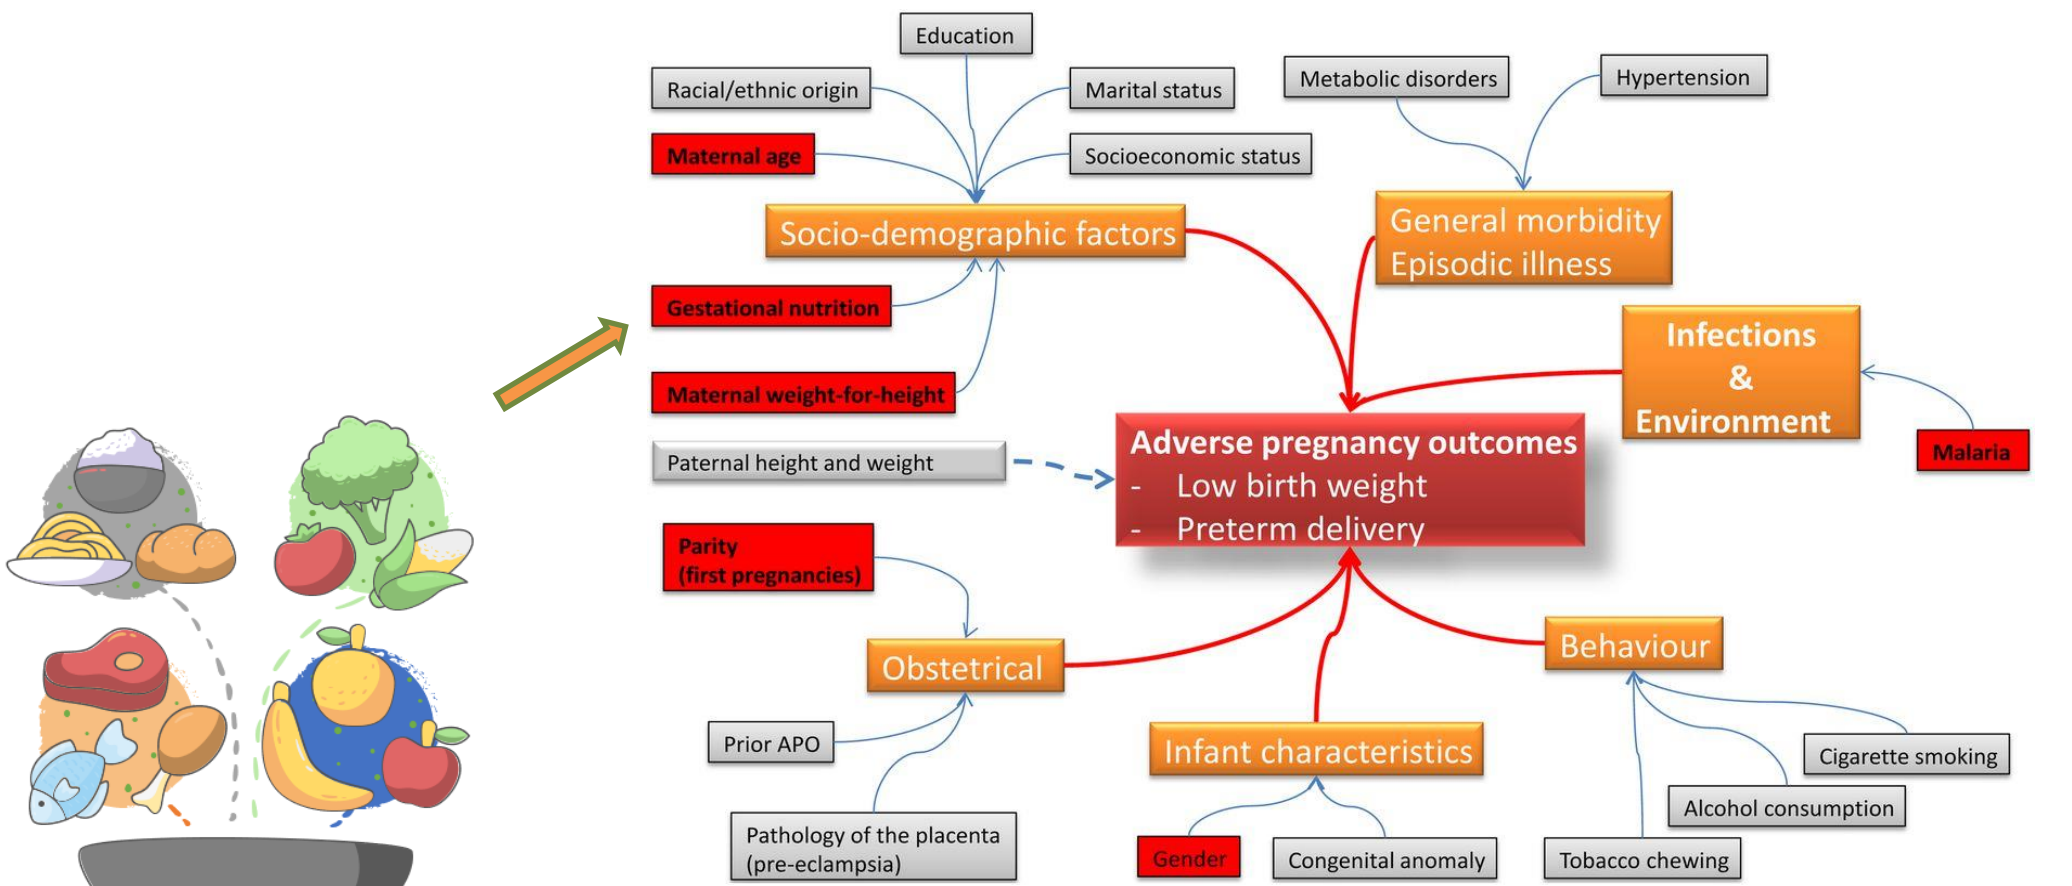 Education
Racial/ethnic origin
Marital status
Maternal age
Socioeconomic status
Metabolic disorders
Hypertension
Socio-demographic factors
General morbidity
Episodic illness
Gestational nutrition
Maternal weight-for-height
Infections
&
Environment
Malaria
Paternal height and weight
Adverse pregnancy outcomes
- Low birth weight
- Preterm delivery
Parity
(first pregnancies)
Obstetrical
Behaviour
Prior APO
Infant characteristics
Cigarette smoking
Alcohol consumption
Pathology of the placenta
(pre-eclampsia)
Gender
Congenital anomaly
Tobacco chewing